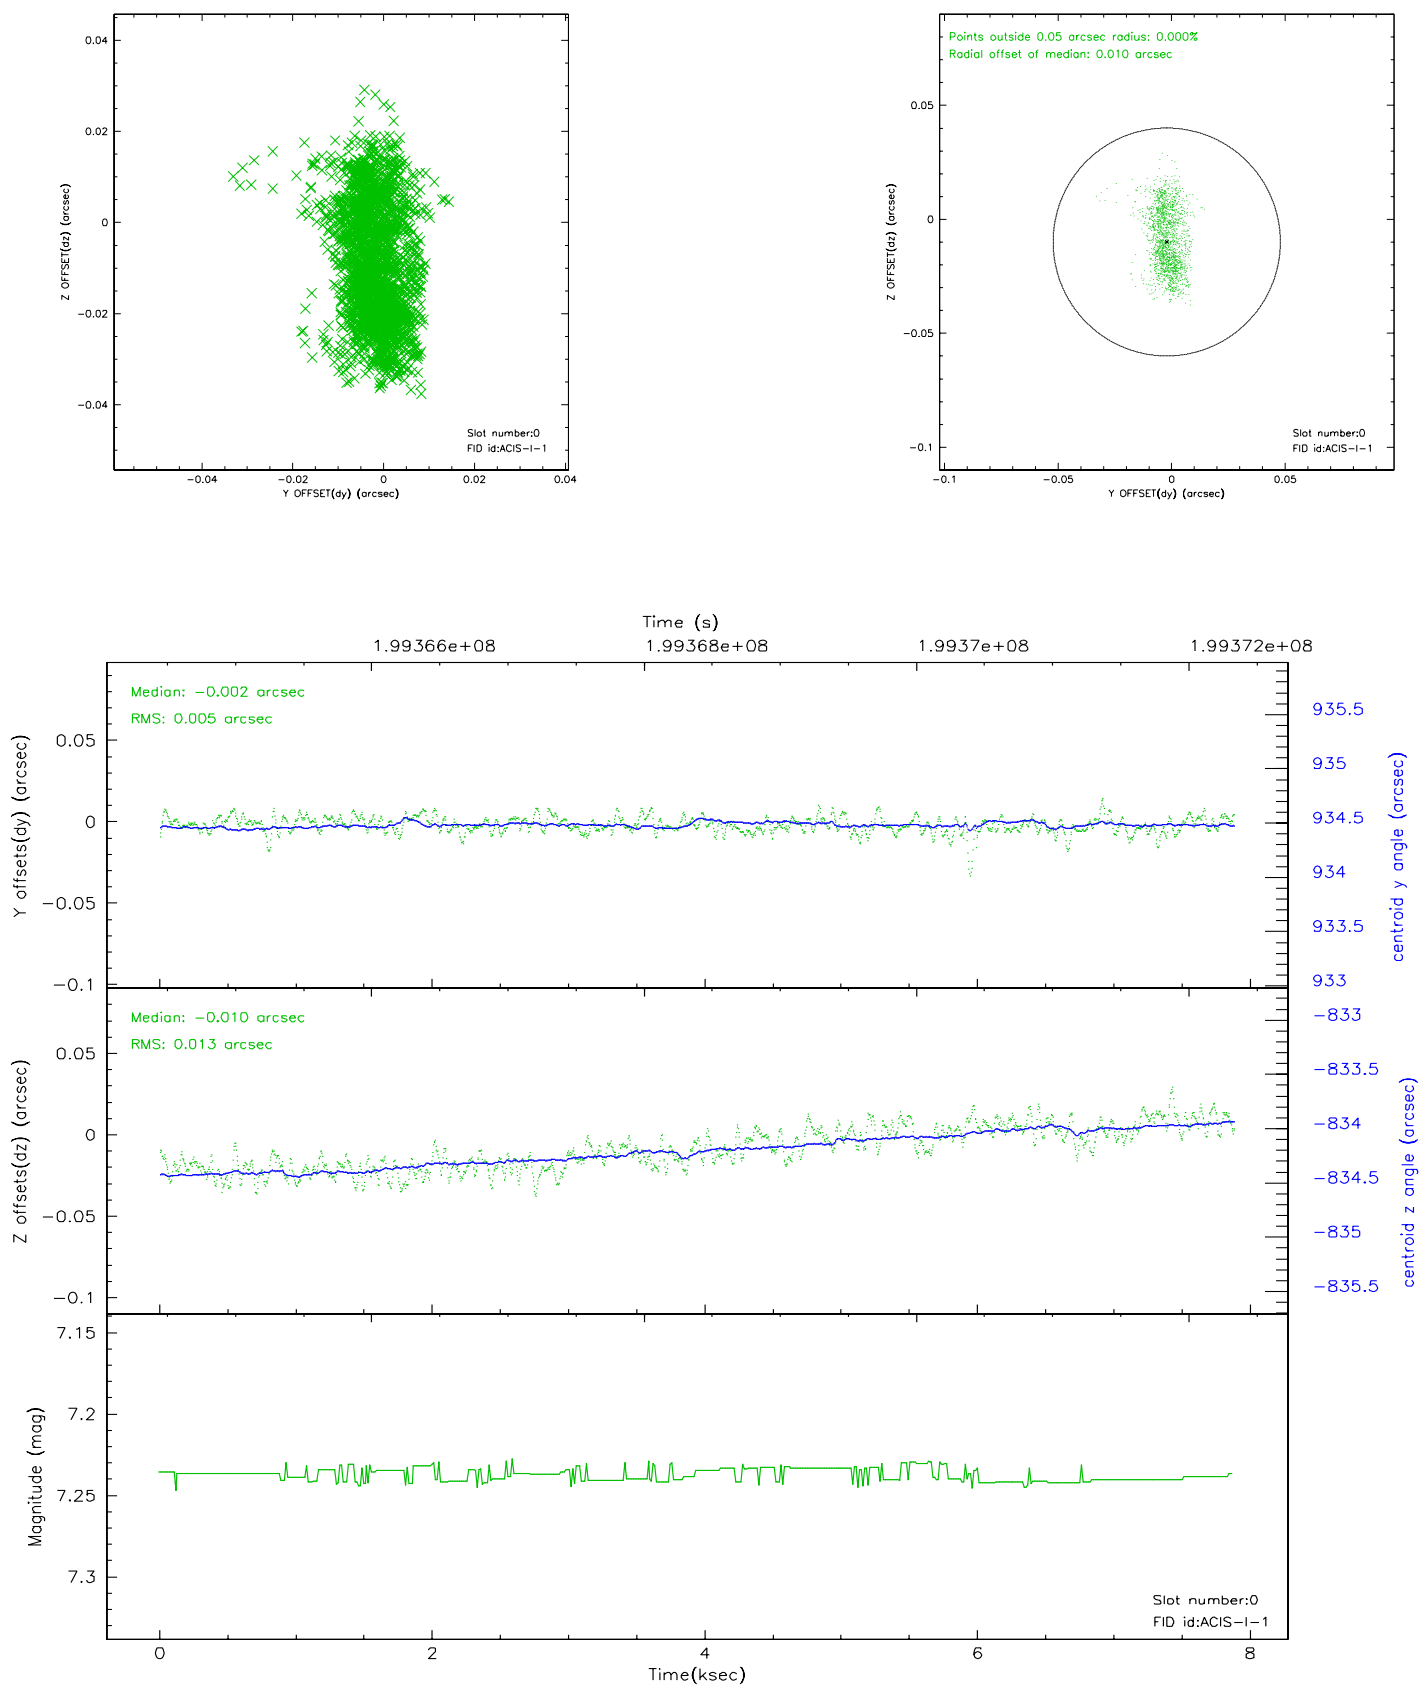 0.04
0.02
0
-0.02
-0.04
Z OFFSET(dz) (arcsec)
Slot number:0
FID id:ACIS-I-1
-0.04
-0.02
0
0.02
0.04
Y OFFSET(dy) (arcsec)
Points outside 0.05 arcsec radius: 0.000%
Radial offset of median: 0.010 arcsec
0.05
0
-0.05
-0.1
Z OFFSET(dz) (arcsec)
Slot number:0
FID id:ACIS-I-1
-0.1
-0.05
0
0.05
Y OFFSET(dy) (arcsec)
Time (s)
1.99366e+08
1.99368e+08
1.9937e+08
1.99372e+08
Median: -0.002 arcsec
RMS: 0.005 arcsec
0.05
0
-0.05
-0.1
Y offsets(dy) (arcsec)
935.5
935
934.5
934
933.5
933
centroid y angle (arcsec)
Median: -0.010 arcsec
RMS: 0.013 arcsec
0.05
0
-0.05
-0.1
Z offsets(dz) (arcsec)
-833
-833.5
-834
-834.5
-835
-835.5
centroid z angle (arcsec)
7.15
7.2
7.25
7.3
Magnitude (mag)
Slot number:0
FID id:ACIS-I-1
0
2
4
6
8
Time(ksec)